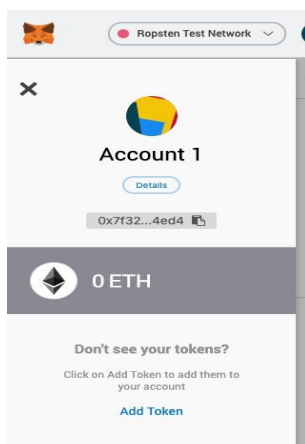 Ropsten Test Network
Account 1
Details
0x7f32...4ed4
0 ETH
Don't see your tokens?
Click on Add Token to add them to
your account
Add Token